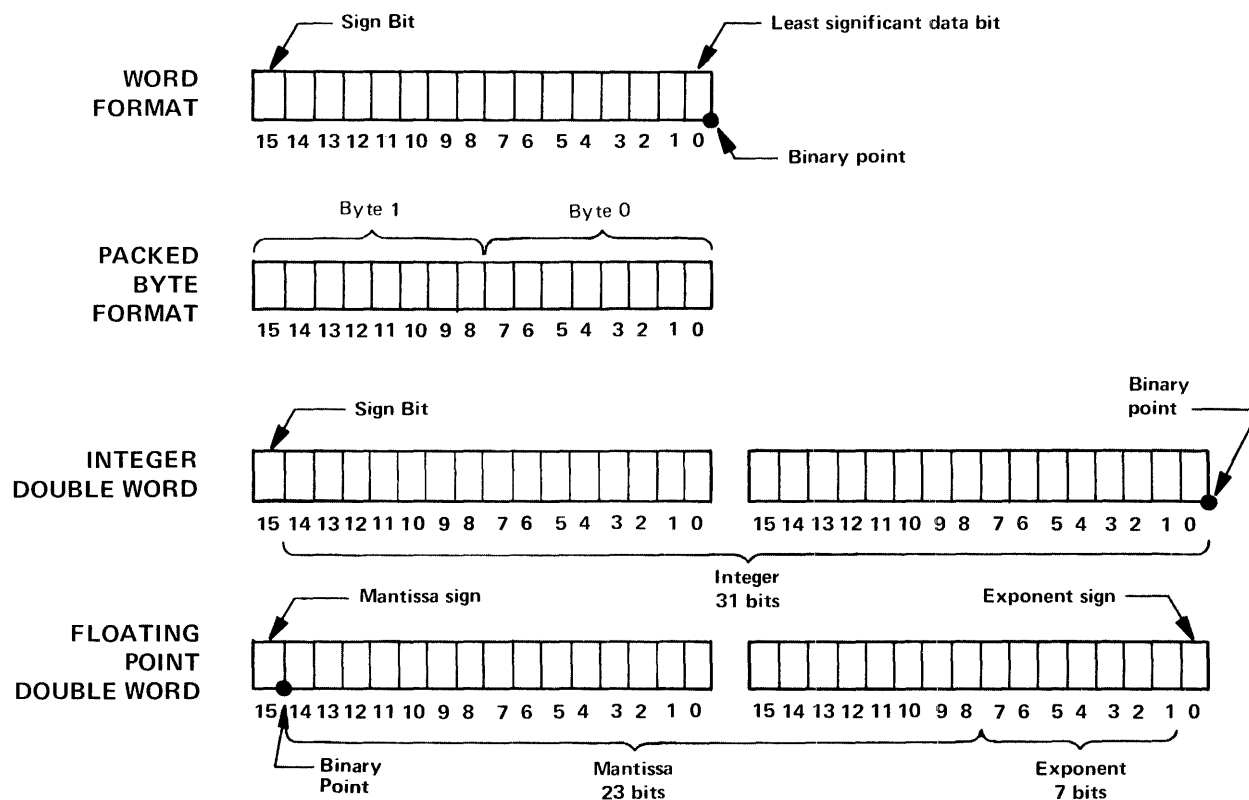 Sign Bit
Least significant data bit
WORD
FORMAT
15 14 13 12 11 10 9 8 7 6 5 4 3 2 1 0
Binary point
Byte 1
Byte 0
PACKED
BYTE
FORMAT
15 14 13 12 11 10 9 8 7 6 5 4 3 2 1 0
Binary
point
Sign Bit
INTEGER
DOUBLE WORD
15 14 13 12 11 10 9 8 7 6 5 4 3 2 1 0 15 14 13 12 11 10 9 8 7 6 5 4 3 2 1 0
Integer
31 bits
Mantissa sign
Exponent sign
FLOATING
POINT
DOUBLE WORD
15 14 13 12 11 10 9 8 7 6 5 4 3 2 1 0 15 14 13 12 11 10 9 8 7 6 5 4 3 2 1 0
Binary
Point
Mantissa
23 bits
Exponent
7 bits